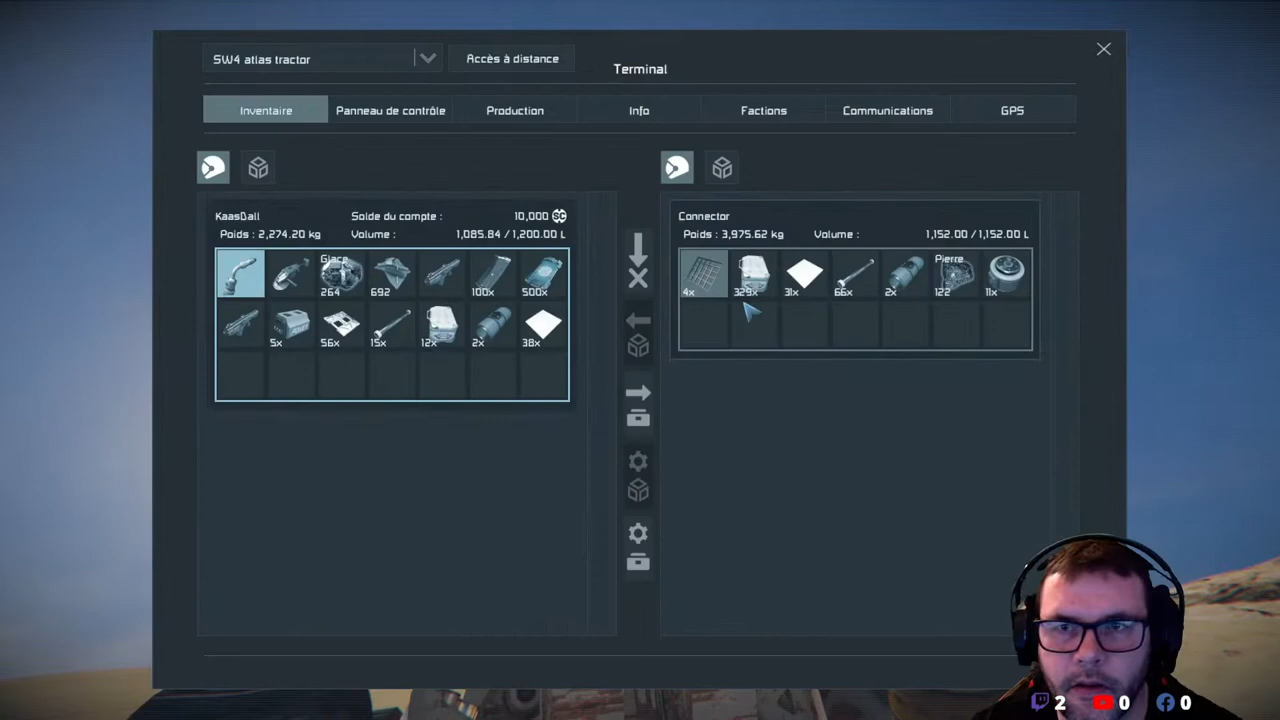 SW4 atlas tractor
Accès à distance
Terminal
Inventaire
Panneau de contrôle
Production
Info
Factions
Communications
GPS
KaasBall
Solde du compte :
10,000
SC
Poids : 2,274.20 kg
Volume :
1,085.84 / 1,200.00 L
Glace
264
692
100x
500x
5x
56x
15x
12x
2x
38x
Connector
Poids : 3,975.62 kg
Volume :
1,152.00 / 1,152.00 L
Pierre
4x
329x
31x
66x
2x
122
11x
2
0
0